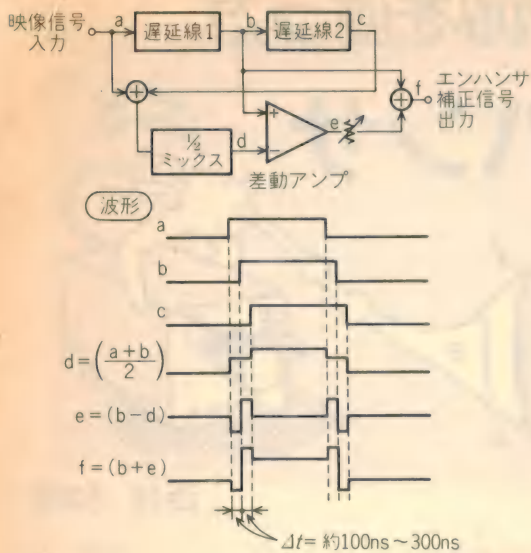 映像信号
入力
a
遅延線1
b
遅延線2
c
1/2
ミックス
d
+
−
e
差動アンプ
f
エンハンサ
補正信号
出力
波形
a
b
c
d=(a+b/2)
e=(b-d)
f=(b+e)
Δt=約100ns～300ns